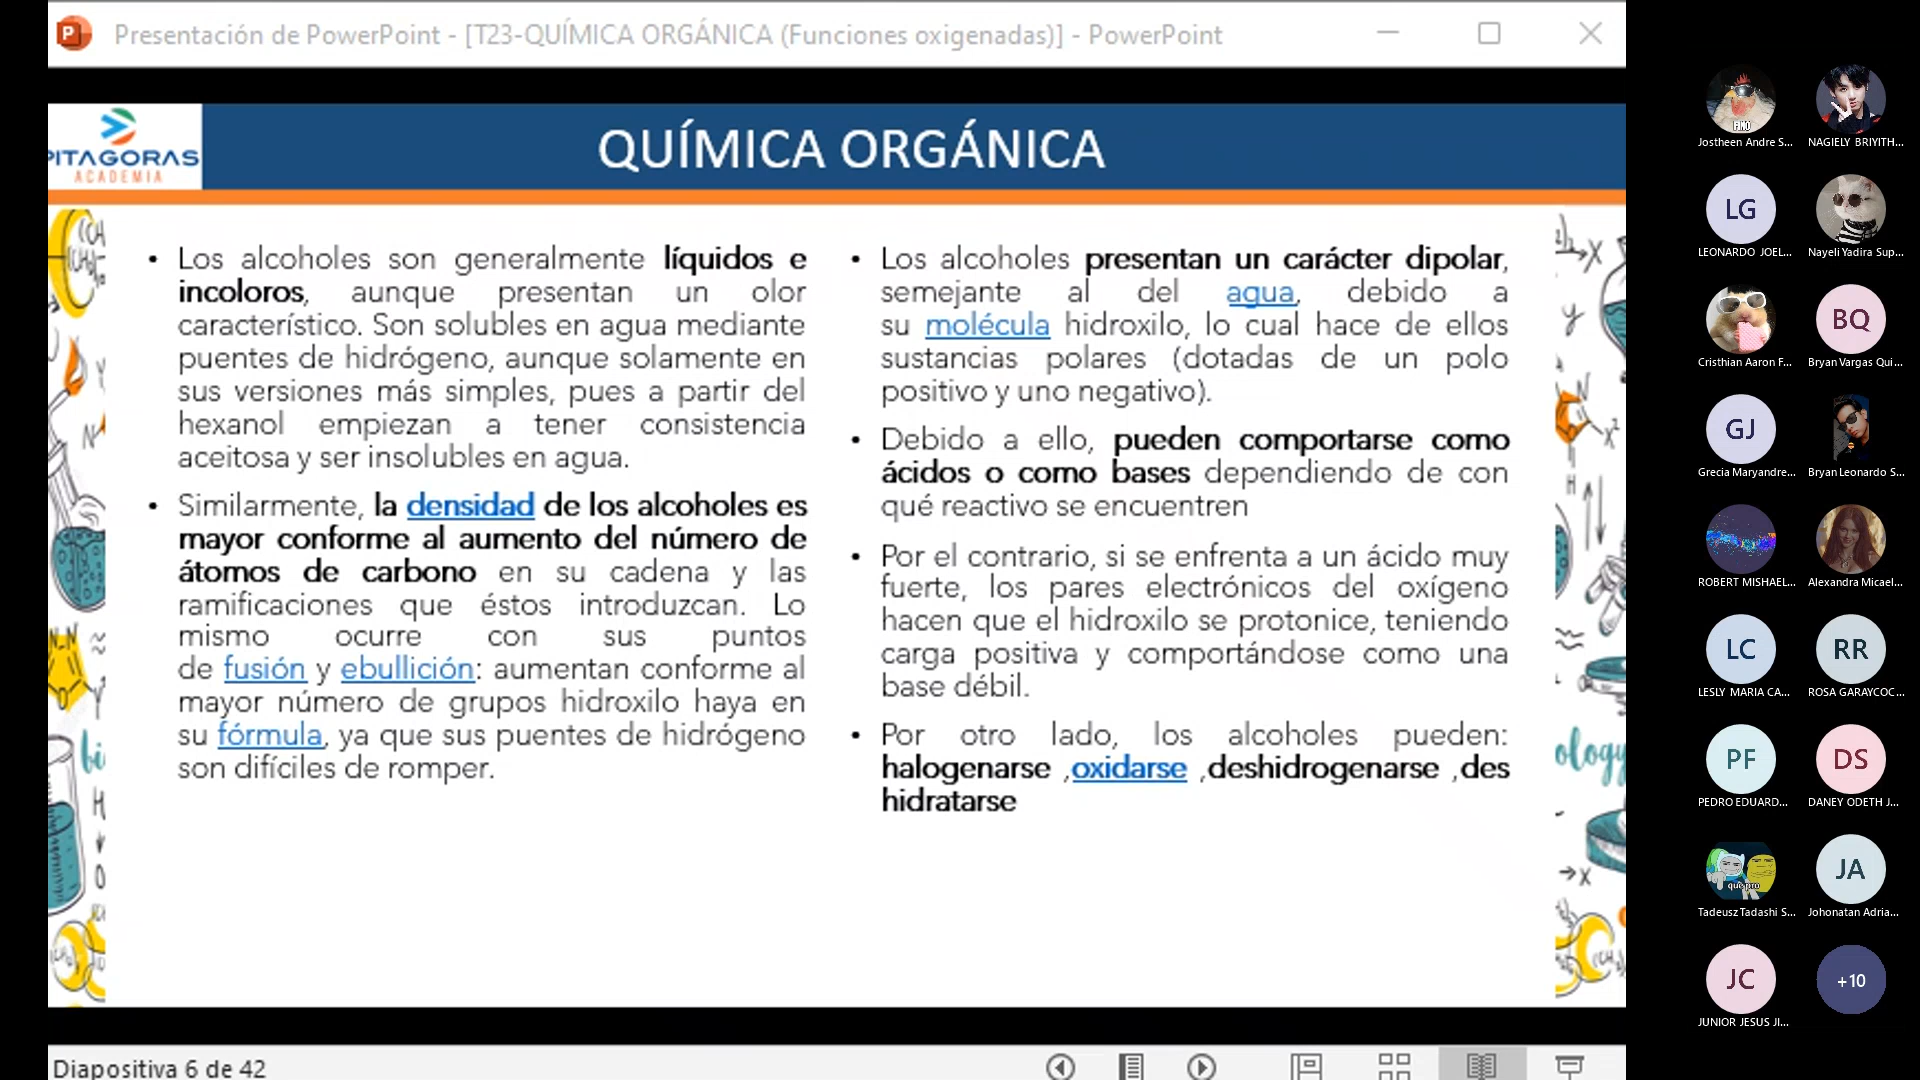 Presentación de PowerPoint - [T23-QUÍMICA ORGÁNICA (Funciones oxigenadas)] - PowerPoint
PITAGORAS
ACADEMIA
QUÍMICA ORGÁNICA
• Los alcoholes son generalmente líquidos e
incoloros, aunque presentan un olor
característico. Son solubles en agua mediante
puentes de hidrógeno, aunque solamente en
sus versiones más simples, pues a partir del
hexanol empiezan a tener consistencia
aceitosa y ser insolubles en agua.
• Similarmente, la densidad de los alcoholes es
mayor conforme al aumento del número de
átomos de carbono en su cadena y las
ramificaciones que éstos introduzcan. Lo
mismo ocurre con sus puntos
de fusión y ebullición: aumentan conforme al
mayor número de grupos hidroxilo haya en
su fórmula, ya que sus puentes de hidrógeno
son difíciles de romper.
• Los alcoholes presentan un carácter dipolar,
semejante al del agua, debido a
su molécula hidroxilo, lo cual hace de ellos
sustancias polares (dotadas de un polo
positivo y uno negativo).
• Debido a ello, pueden comportarse como
ácidos o como bases dependiendo de con
qué reactivo se encuentren
• Por el contrario, si se enfrenta a un ácido muy
fuerte, los pares electrónicos del oxígeno
hacen que el hidroxilo se protonice, teniendo
carga positiva y comportándose como una
base débil.
• Por otro lado, los alcoholes pueden:
halogenarse ,oxidarse ,deshidrogenarse ,des
hidratarse
Diapositiva 6 de 42
Jostheen Andre S...
NAGIELY BRIYITH...
LG
LEONARDO JOEL...
Nayeli Yadira Sup...
Cristhian Aaron F...
BQ
Bryan Vargas Qui...
GJ
Grecia Maryandre...
Bryan Leonardo S...
ROBERT MISHAEL...
Alexandra Micael...
LC
LESLY MARIA CA...
RR
ROSA GARAYCOC...
PF
PEDRO EDUARD...
DS
DANEY ODETH J...
Tadeusz Tadashi S...
JA
Johonatan Adria...
JC
JUNIOR JESUS JI...
+10